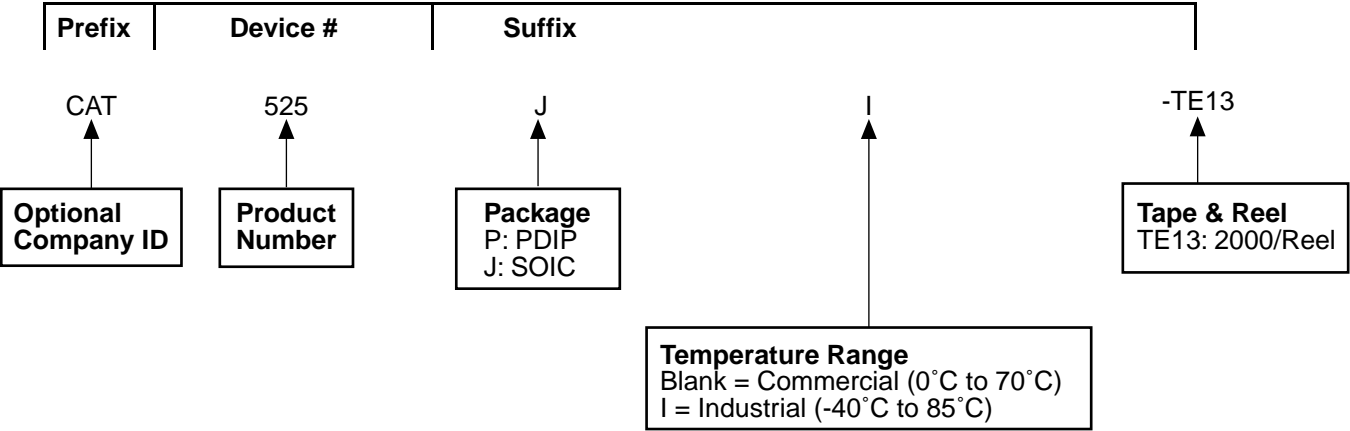 Prefix Device # Suffix
CAT 525 J I -TE13
Optional
Company ID
Product
Number
Package
P: PDIP
J: SOIC
Tape & Reel
TE13: 2000/Reel
Temperature Range
Blank = Commercial (0˚C to 70˚C)
I = Industrial (-40˚C to 85˚C)